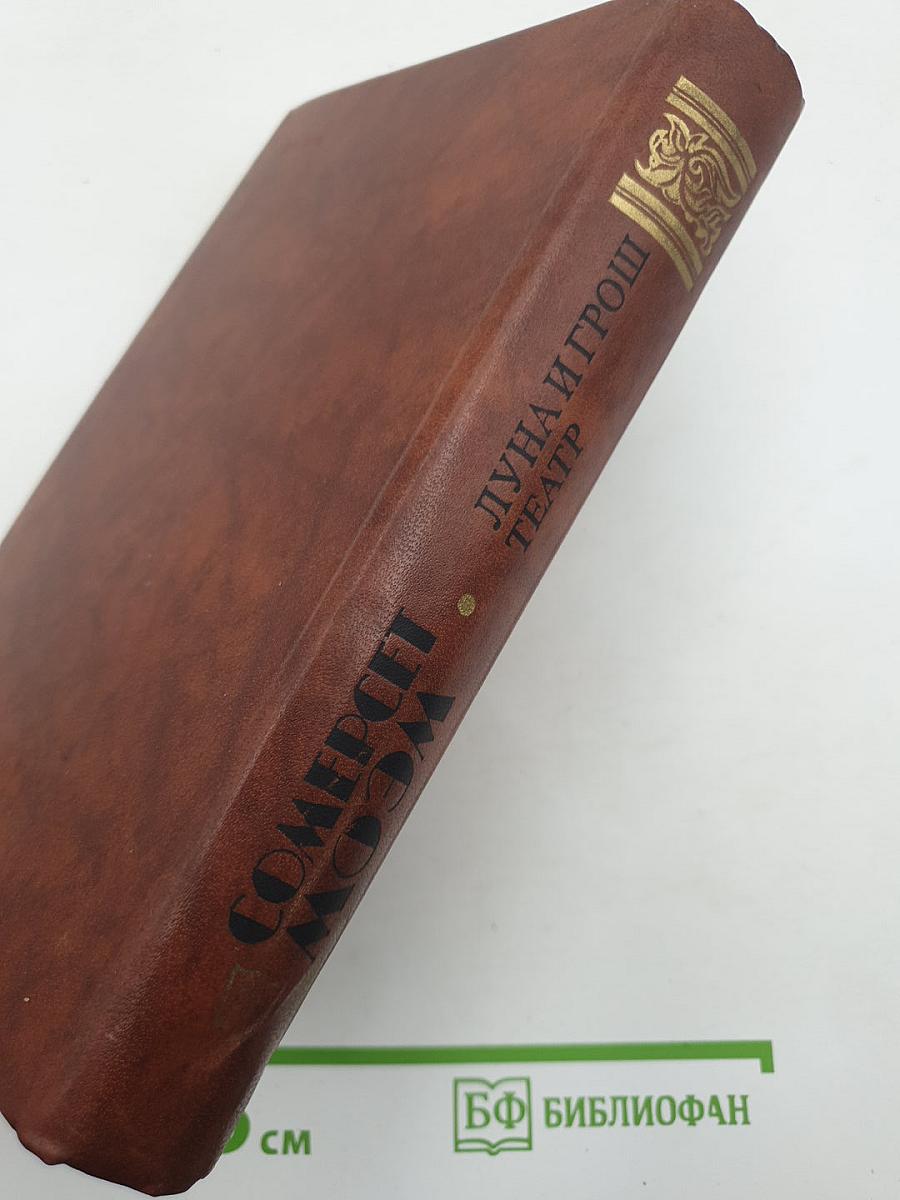 СОМЕРСЕТ
МОЭМ
ЛУНА И ГРОШ
ТЕАТР
см
БФ БИБЛИОФАН